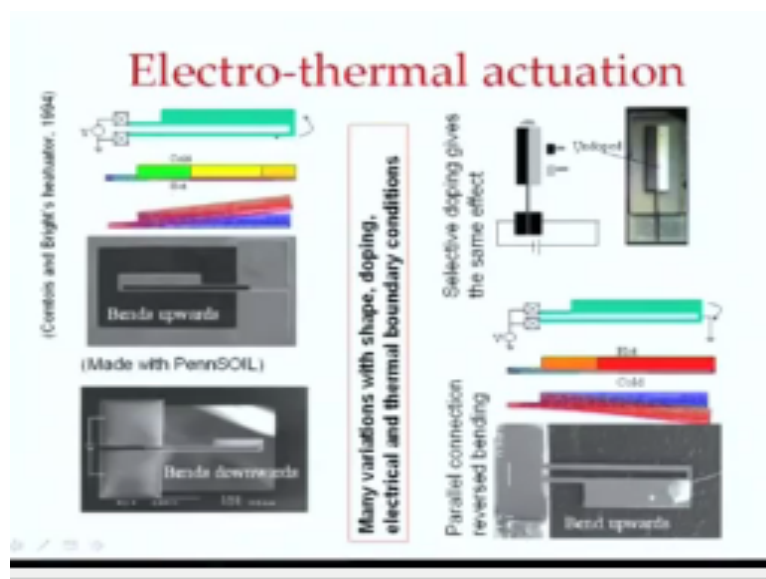 Electro-thermal actuation
(Comtois and Bright's heatuator, 1994)
Cold
Hot
Bends upwards
(Made with PennSOIL)
Bends downwards
Many variations with shape, doping,
electrical and thermal boundary conditions
Selective doping gives
the same effect
Undoped
Parallel connection
reversed bending
Hot
Cold
Bend upwards